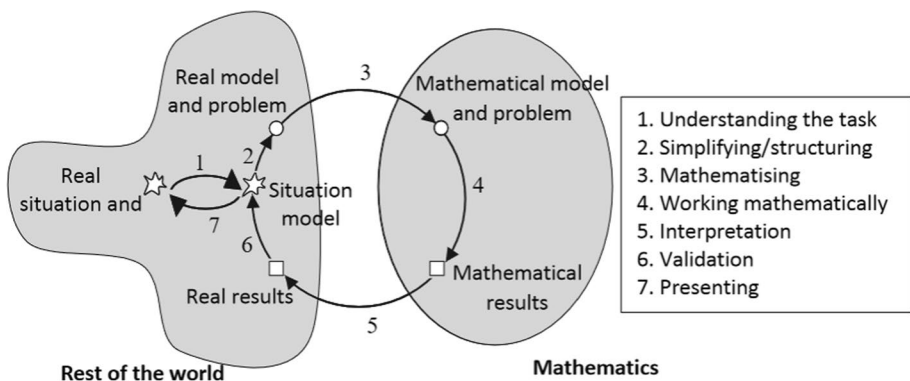 Real model
and problem
3
Mathematical model
and problem
1
2
Real
situation and
Situation
model
7
6
4
Real results
Mathematical
results
5
Rest of the world
Mathematics
1. Understanding the task
2. Simplifying/structuring
3. Mathematising
4. Working mathematically
5. Interpretation
6. Validation
7. Presenting